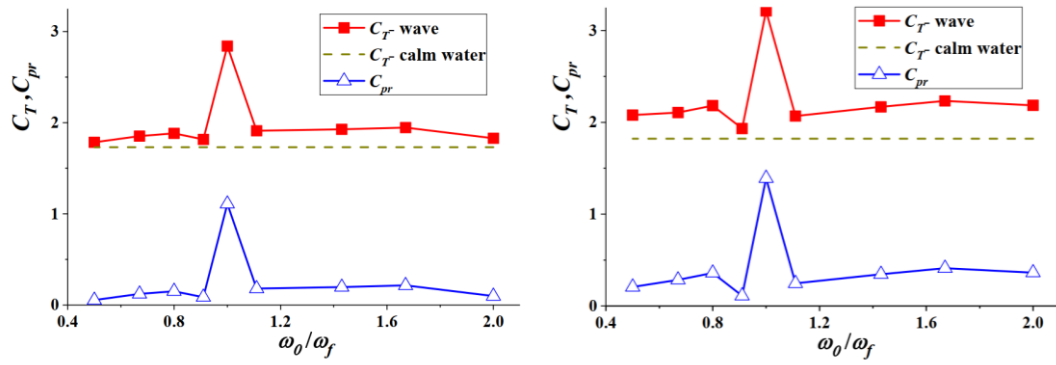 3
2
1
0
C_T, C_pr
C_T- wave
C_T- calm water
C_pr
0.4 0.8 1.2 1.6 2.0
ω_0/ω_f
3
2
1
0
C_T, C_pr
C_T- wave
C_T- calm water
C_pr
0.4 0.8 1.2 1.6 2.0
ω_0/ω_f